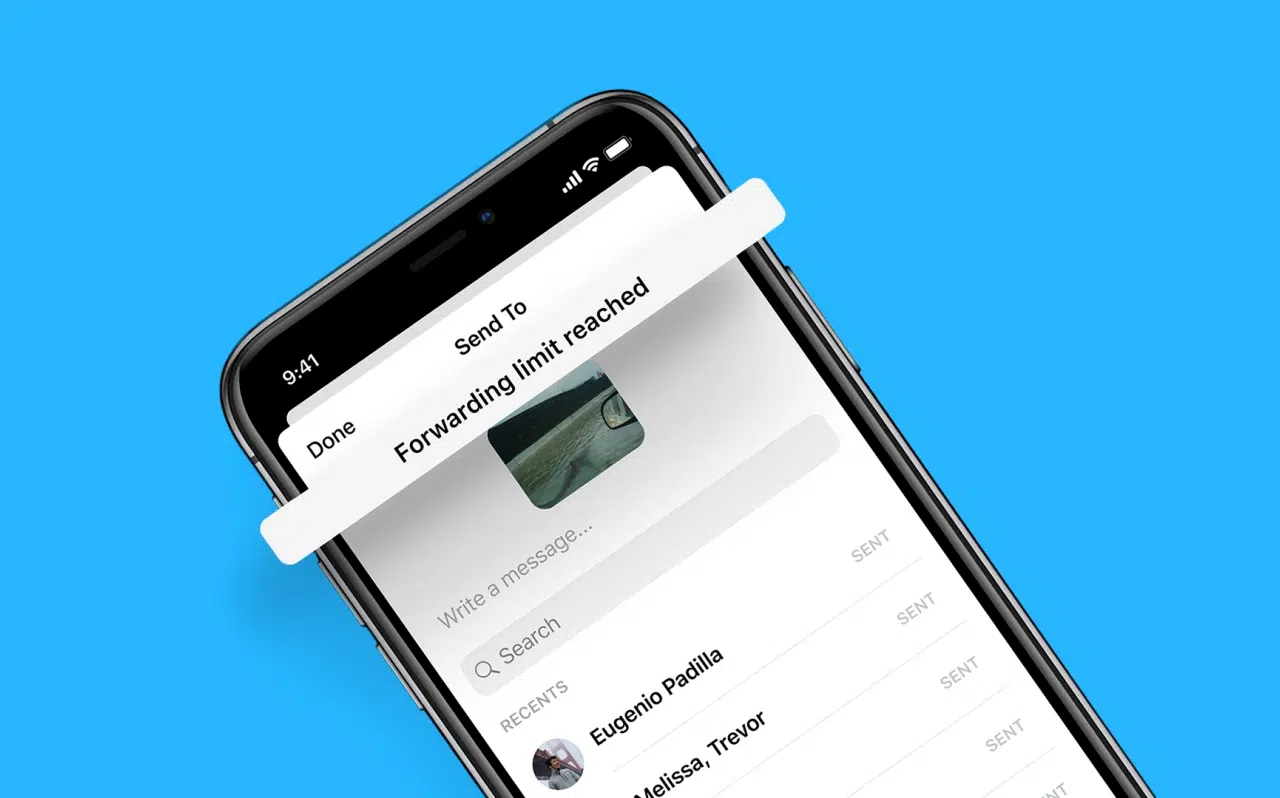 9:41
Done
Send To
Forwarding limit reached
Write a message...
Search
RECENTS
Eugenio Padilla
SENT
Melissa, Trevor
SENT
SENT
SENT